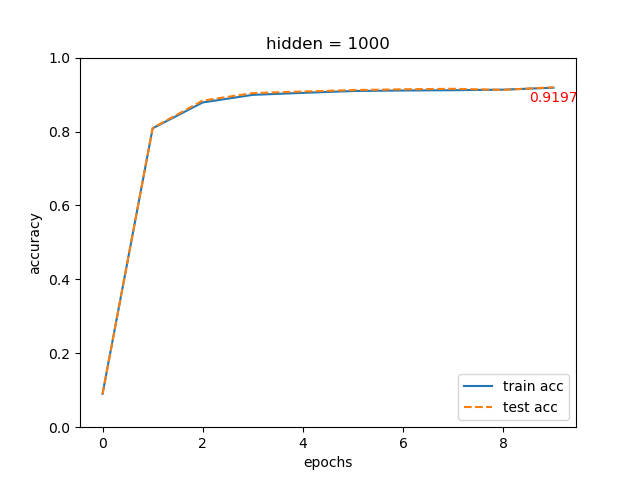 hidden = 1000
1.0
0.8
0.6
0.4
0.2
0.0
accuracy
0.9197
train acc
test acc
0 2 4 6 8
epochs